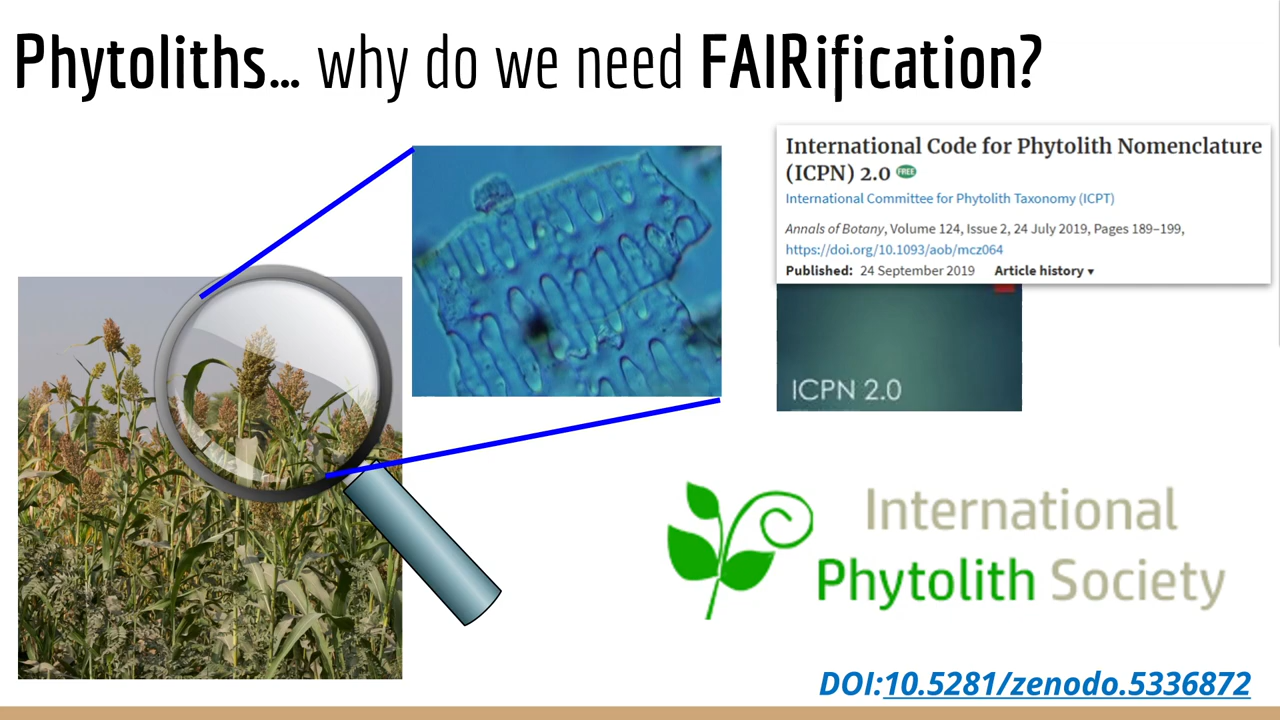 Phytoliths... why do we need FAIRification?
International Code for Phytolith Nomenclature
(ICPN) 2.0 FREE
International Committee for Phytolith Taxonomy (ICPT)
Annals of Botany, Volume 124, Issue 2, 24 July 2019, Pages 189–199,
https://doi.org/10.1093/aob/mcz064
Published: 24 September 2019 Article history ▾
ICPN 2.0
International
Phytolith Society
DOI:10.5281/zenodo.5336872